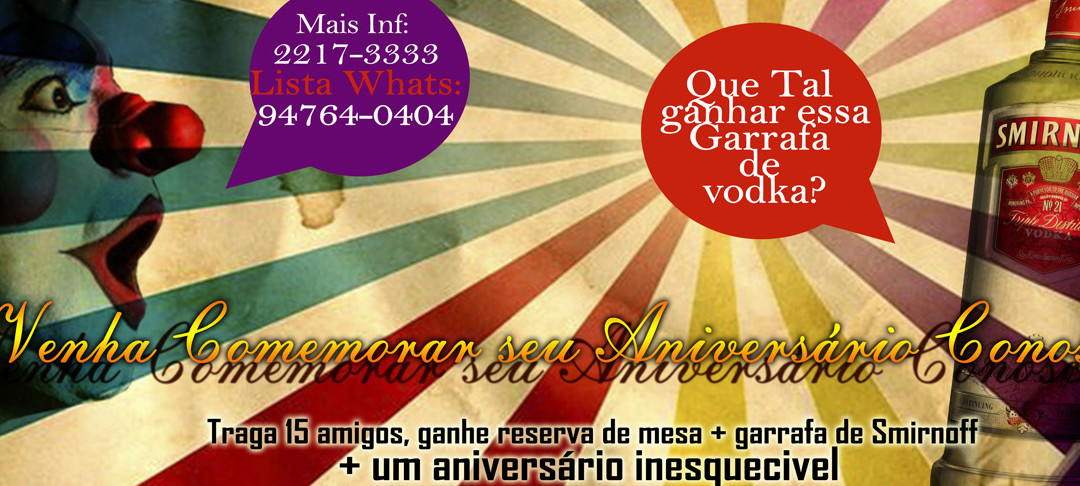 Mais Inf:
2217-3333
Lista Whats:
94764-0404
Que Tal
ganhar essa
Garrafa
de
vodka?
SMIRN
Nº 21
VODKA
Venha Comemorar seu Aniversário
Traga 15 amigos, ganhe reserva de mesa + garrafa de Smirnoff
+ um aniversário inesquecivel